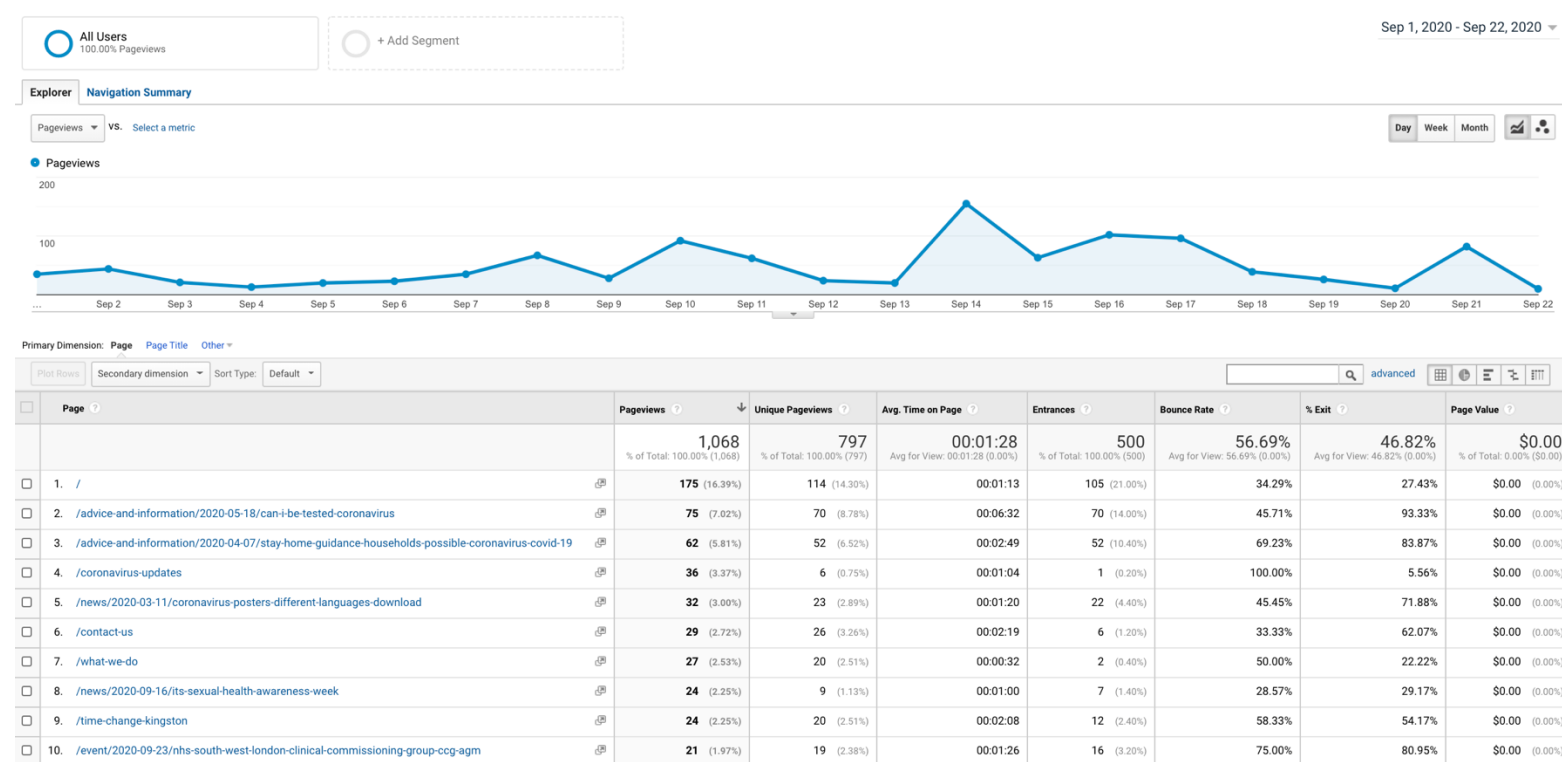 All Users
100.00% Pageviews
+ Add Segment
Sep 1, 2020 - Sep 22, 2020
Explorer Navigation Summary
Pageviews VS. Select a metric
Day Week Month
Pageviews
200
100
... Sep 2 Sep 3 Sep 4 Sep 5 Sep 6 Sep 7 Sep 8 Sep 9 Sep 10 Sep 11 Sep 12 Sep 13 Sep 14 Sep 15 Sep 16 Sep 17 Sep 18 Sep 19 Sep 20 Sep 21 Sep 22
Primary Dimension: Page Page Title Other
Plot Rows Secondary dimension Sort Type: Default advanced
Page ? Pageviews ? Unique Pageviews ? Avg. Time on Page ? Entrances ? Bounce Rate ? % Exit ? Page Value ?
1,068 797 00:01:28 500 56.69% 46.82% $0.00
% of Total: 100.00% (1,068) % of Total: 100.00% (797) Avg for View: 00:01:28 (0.00%) % of Total: 100.00% (500) Avg for View: 56.69% (0.00%) Avg for View: 46.82% (0.00%) % of Total: 0.00% ($0.00)
1. / 175 (16.39%) 114 (14.30%) 00:01:13 105 (21.00%) 34.29% 27.43% $0.00 (0.00%)
2. /advice-and-information/2020-05-18/can-i-be-tested-coronavirus 75 (7.02%) 70 (8.78%) 00:06:32 70 (14.00%) 45.71% 93.33% $0.00 (0.00%)
3. /advice-and-information/2020-04-07/stay-home-guidance-households-possible-coronavirus-covid-19 62 (5.81%) 52 (6.52%) 00:02:49 52 (10.40%) 69.23% 83.87% $0.00 (0.00%)
4. /coronavirus-updates 36 (3.37%) 6 (0.75%) 00:01:04 1 (0.20%) 100.00% 5.56% $0.00 (0.00%)
5. /news/2020-03-11/coronavirus-posters-different-languages-download 32 (3.00%) 23 (2.89%) 00:01:20 22 (4.40%) 45.45% 71.88% $0.00 (0.00%)
6. /contact-us 29 (2.72%) 26 (3.26%) 00:02:19 6 (1.20%) 33.33% 62.07% $0.00 (0.00%)
7. /what-we-do 27 (2.53%) 20 (2.51%) 00:00:32 2 (0.40%) 50.00% 22.22% $0.00 (0.00%)
8. /news/2020-09-16/its-sexual-health-awareness-week 24 (2.25%) 9 (1.13%) 00:01:00 7 (1.40%) 28.57% 29.17% $0.00 (0.00%)
9. /time-change-kingston 24 (2.25%) 20 (2.51%) 00:02:08 12 (2.40%) 58.33% 54.17% $0.00 (0.00%)
10. /event/2020-09-23/nhs-south-west-london-clinical-commissioning-group-ccg-agm 21 (1.97%) 19 (2.38%) 00:01:26 16 (3.20%) 75.00% 80.95% $0.00 (0.00%)